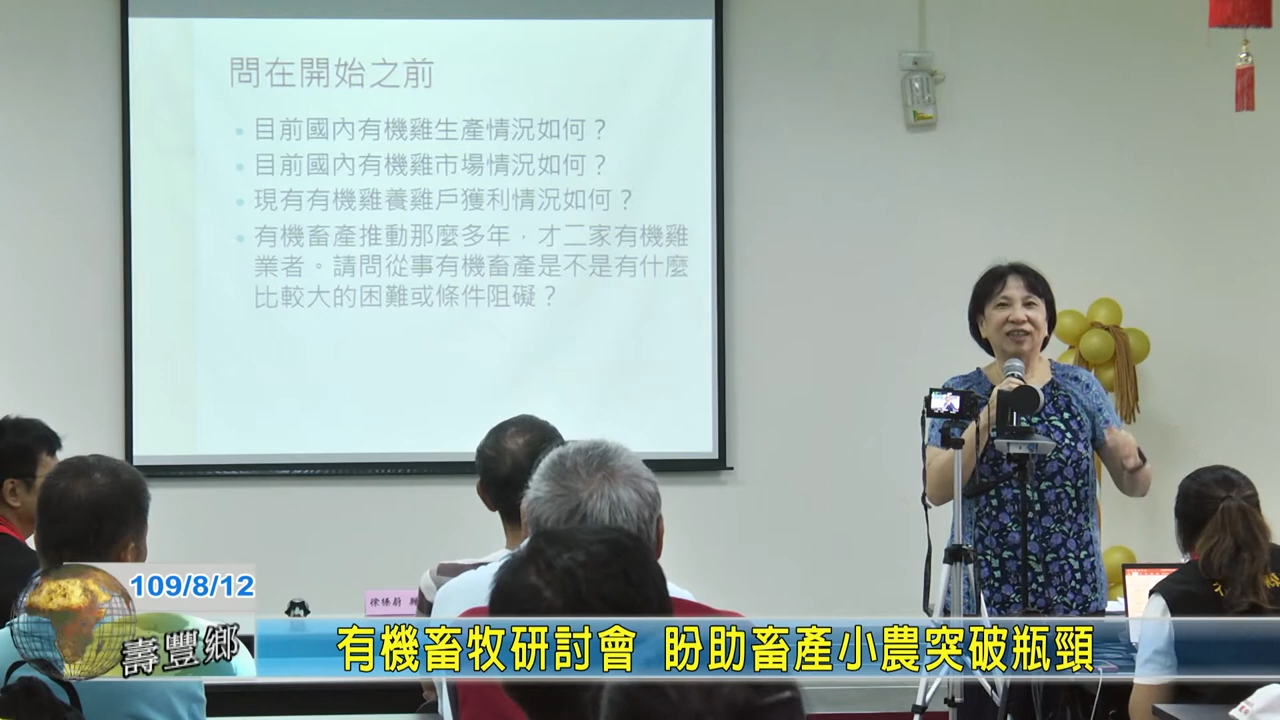 問在開始之前
目前國內有機雞生產情況如何？
目前國內有機雞市場情況如何？
現有有機雞養雞戶獲利情況如何？
有機畜產推動那麼多年，才二家有機雞
業者。請問從事有機畜產是不是有什麼
比較大的困難或條件阻礙？
109/8/12
壽豐鄉
有機畜牧研討會 盼助畜產小農突破瓶頸